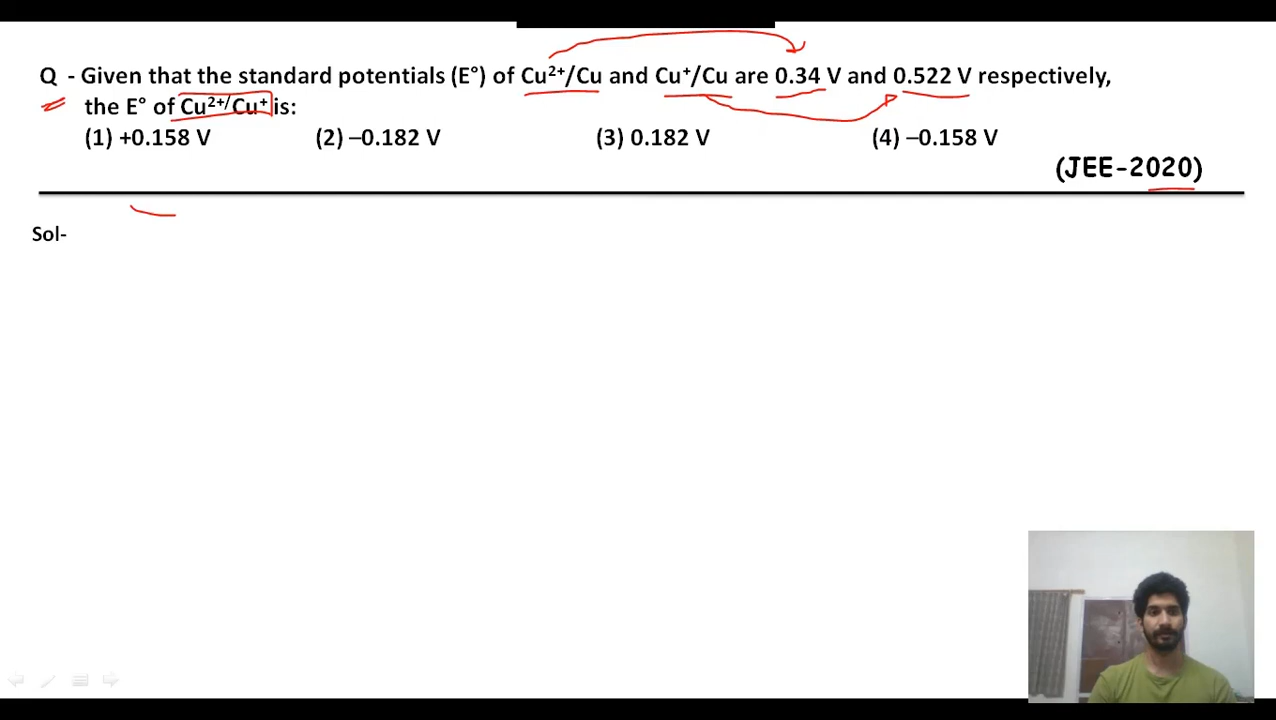 Q - Given that the standard potentials (E°) of Cu²⁺/Cu and Cu⁺/Cu are 0.34 V and 0.522 V respectively,
the E° of Cu²⁺/Cu⁺ is:
(1) +0.158 V (2) –0.182 V (3) 0.182 V (4) –0.158 V
(JEE-2020)
Sol-